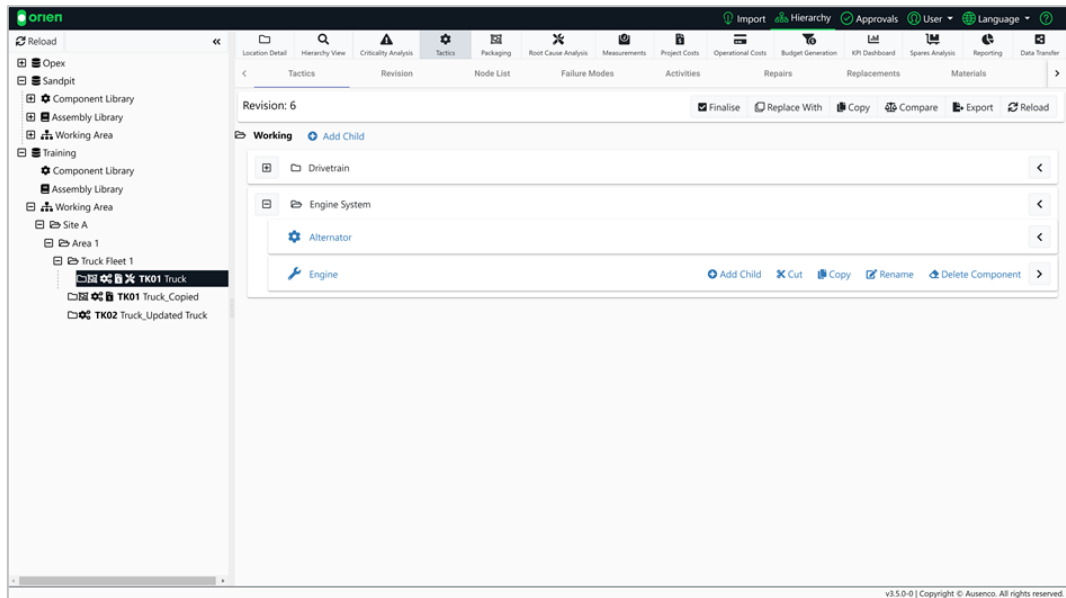 orien
Import Hierarchy Approvals User Language
Reload
Opex
Sandpit
Component Library
Assembly Library
Working Area
Training
Component Library
Assembly Library
Working Area
Site A
Area 1
Truck Fleet 1
TK01 Truck
TK01 Truck_Copied
TK02 Truck_Updated Truck
Location Detail Hierarchy View Criticality Analysis Tactics Packaging Root Cause Analysis Measurements Project Costs Operational Costs Budget Generation KPI Dashboard Spares Analysis Reporting Data Transfer
Tactics Revision Node List Failure Modes Activities Repairs Replacements Materials
Revision: 6 Finalise Replace With Copy Compare Export Reload
Working Add Child
Drivetrain
Engine System
Alternator
Engine Add Child Cut Copy Rename Delete Component
v3.5.0-0 | Copyright © Ausenco. All rights reserved.